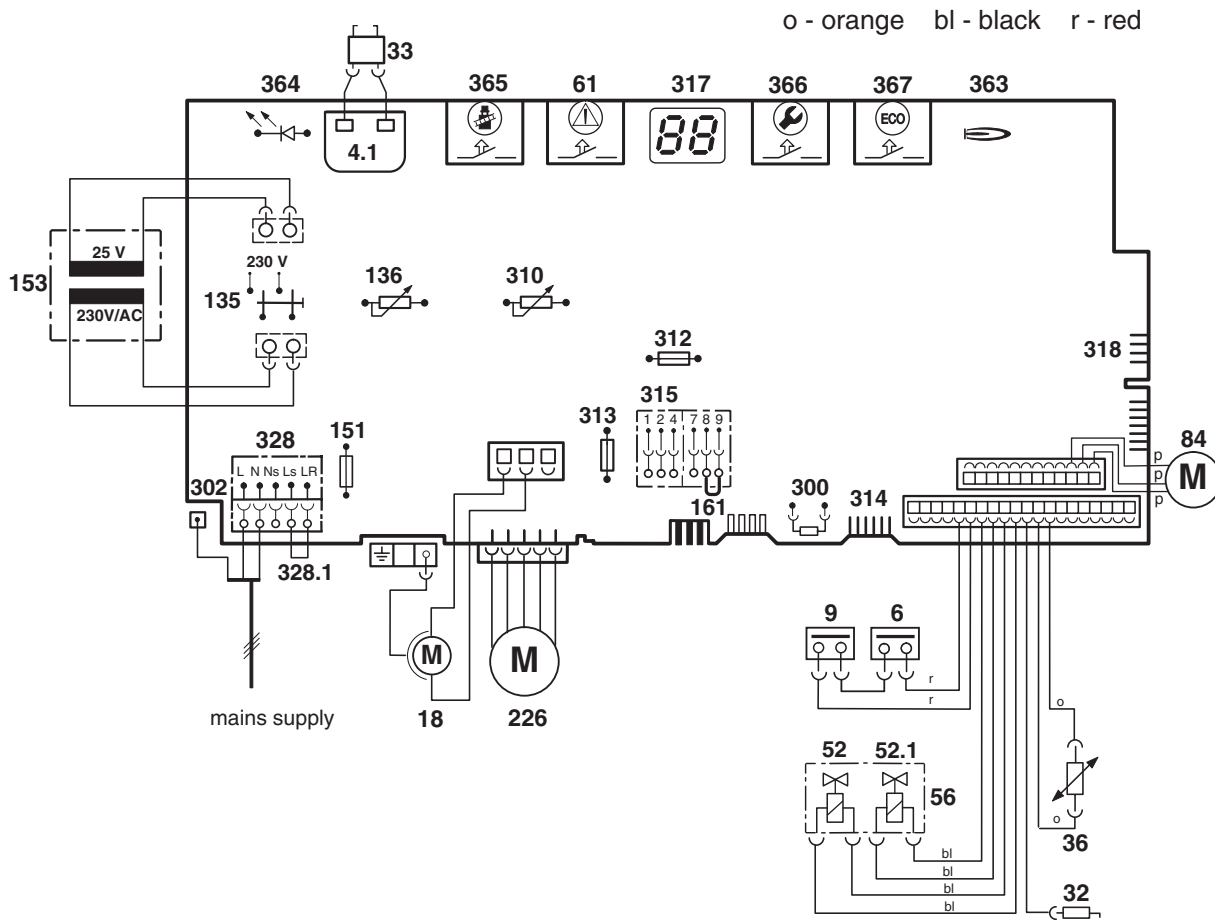 o - orange bl - black r - red
33
364 365 61 317 366 367 363
4.1
88
ECO
25 V
153
230V/AC
230 V
135
136
310
312
318
315
1 2 4 7 8 9
313
151
328
L N Ns Ls LR
302
161
300
314
84
M
p
p
p
328.1
M
M
18
226
mains supply
9 6
r
r
52 52.1
56
bl
bl
bl
bl
o
o
36
32